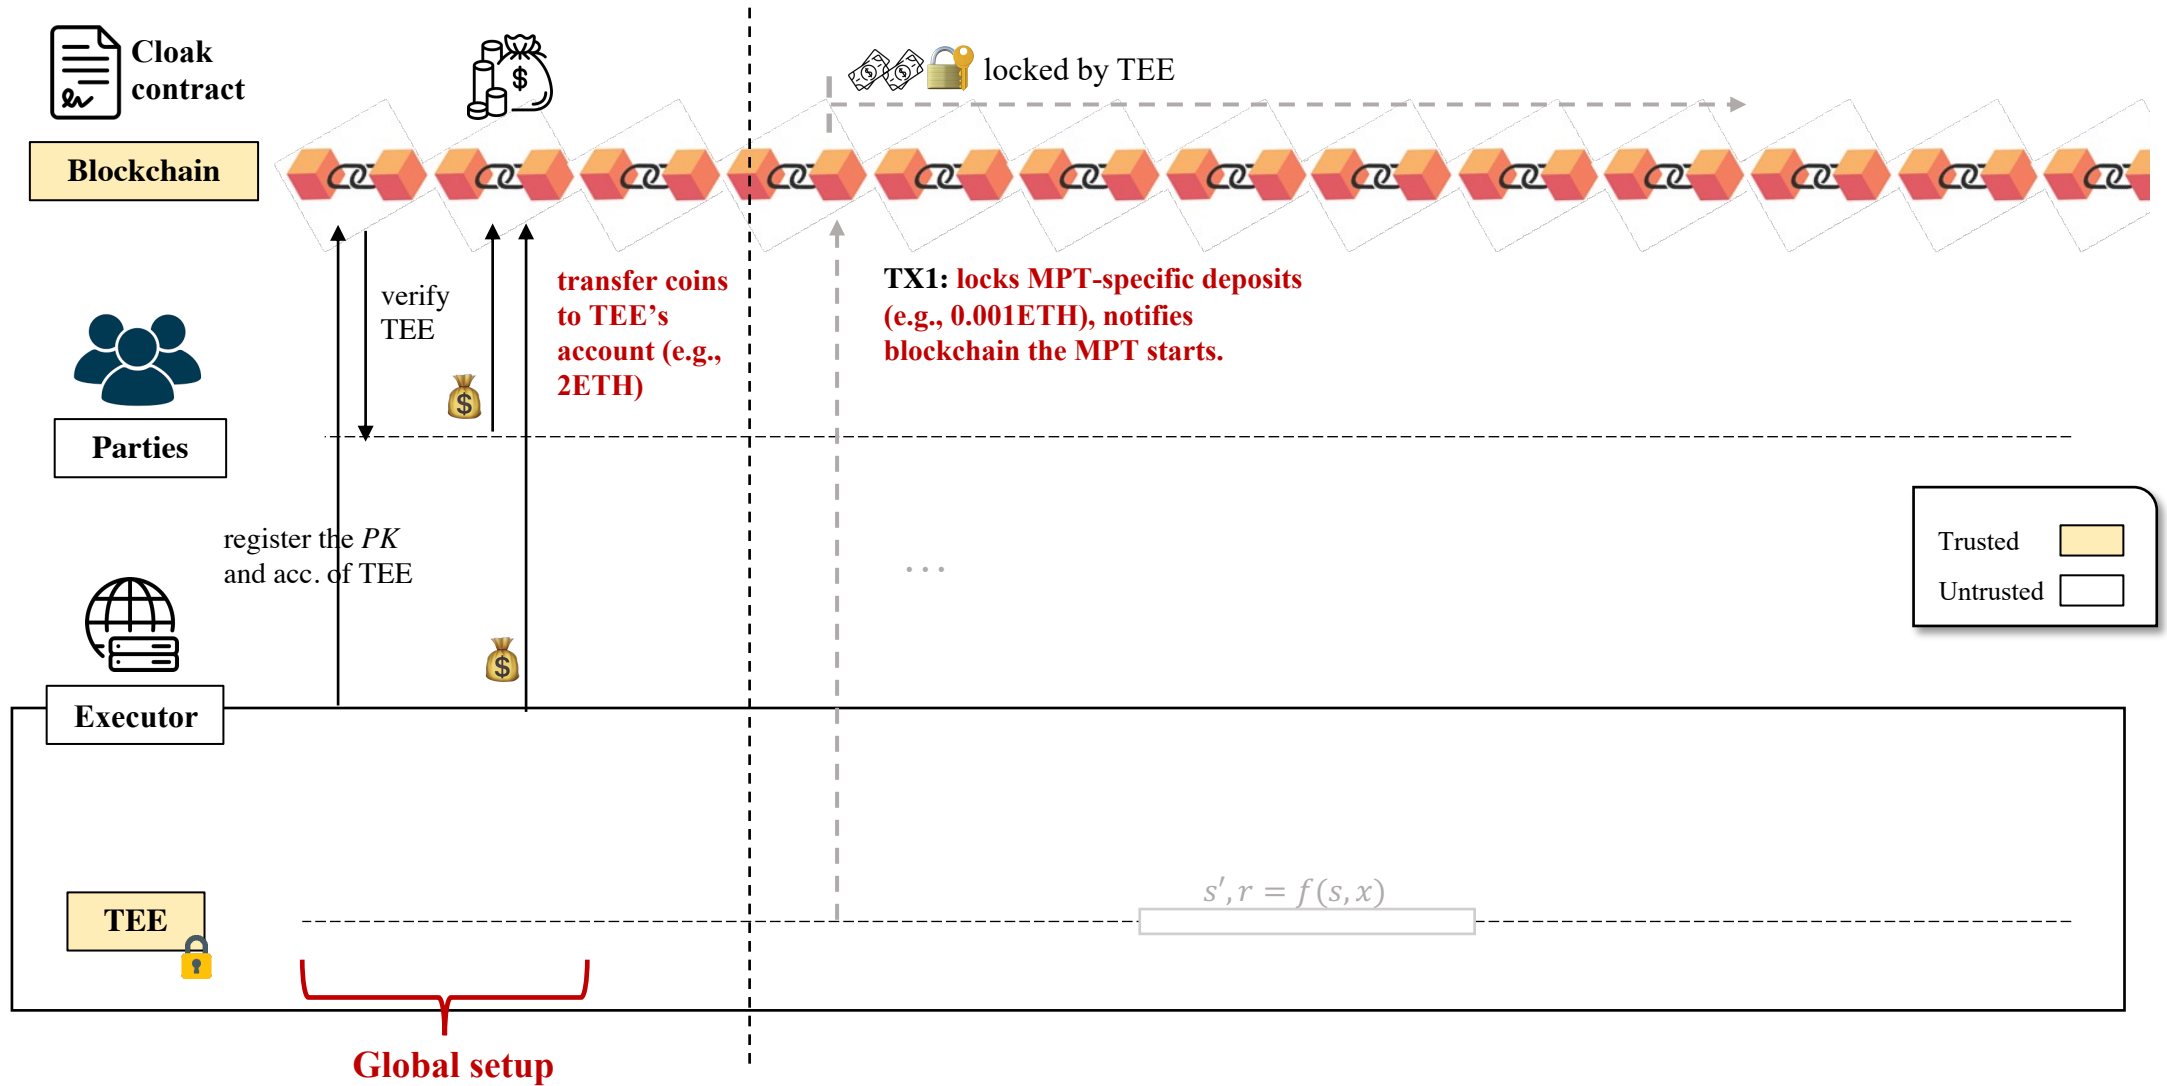 Cloak
contract
locked by TEE
Blockchain
verify
TEE
transfer coins
to TEE’s
account (e.g.,
2ETH)
TX1: locks MPT-specific deposits
(e.g., 0.001ETH), notifies
blockchain the MPT starts.
Parties
register the PK
and acc. of TEE
...
Trusted
Untrusted
Executor
s′, r = f(s, x)
TEE
Global setup